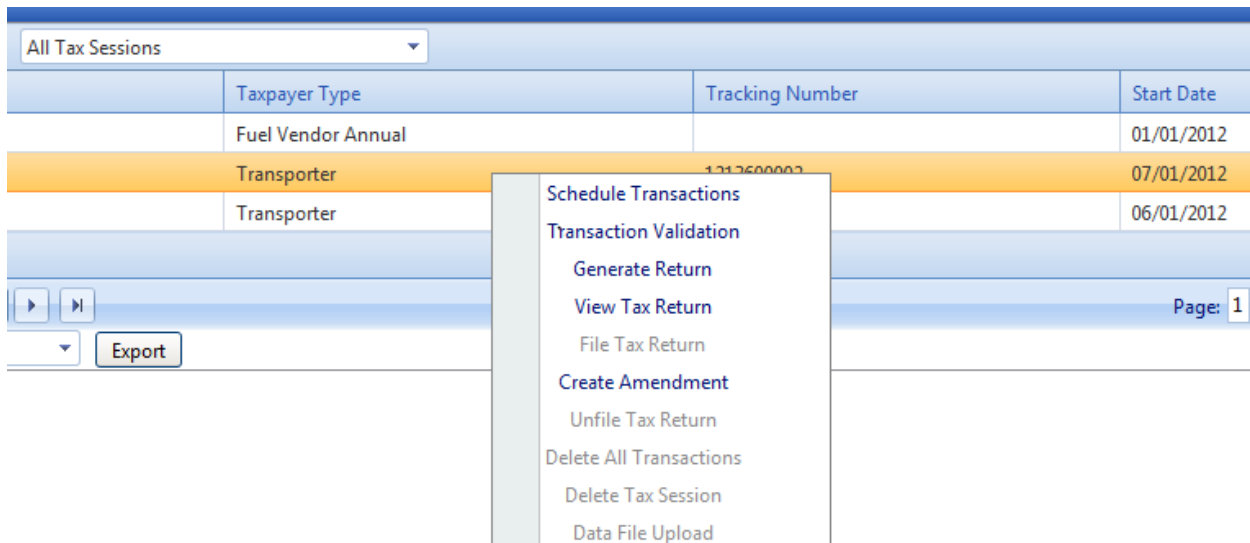 All Tax Sessions
Taxpayer Type Tracking Number Start Date
Fuel Vendor Annual 01/01/2012
Transporter 1212600002 07/01/2012
Transporter 06/01/2012
Schedule Transactions
Transaction Validation
Generate Return
View Tax Return
File Tax Return
Create Amendment
Unfile Tax Return
Delete All Transactions
Delete Tax Session
Data File Upload
Page: 1
Export